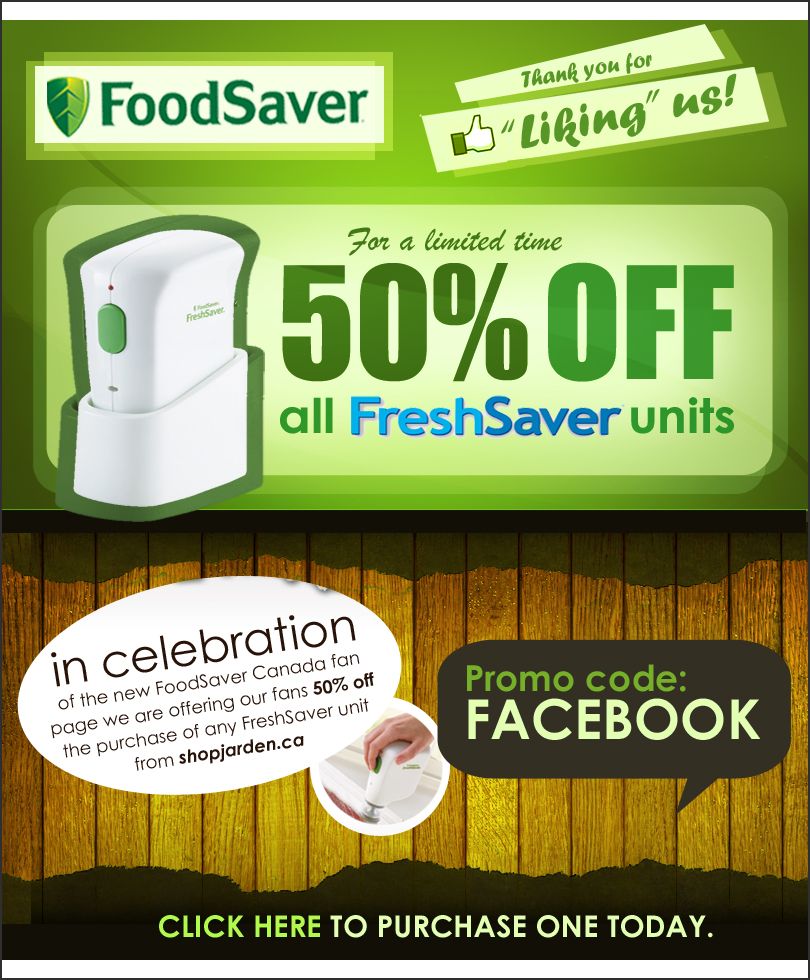 FoodSaver
Thank you for
“Liking” us!
For a limited time
50% OFF
all FreshSaver units
FoodSaver
FreshSaver
in celebration
of the new FoodSaver Canada fan
page we are offering our fans 50% off
the purchase of any FreshSaver unit
from shopjarden.ca
Promo code:
FACEBOOK
CLICK HERE TO PURCHASE ONE TODAY.